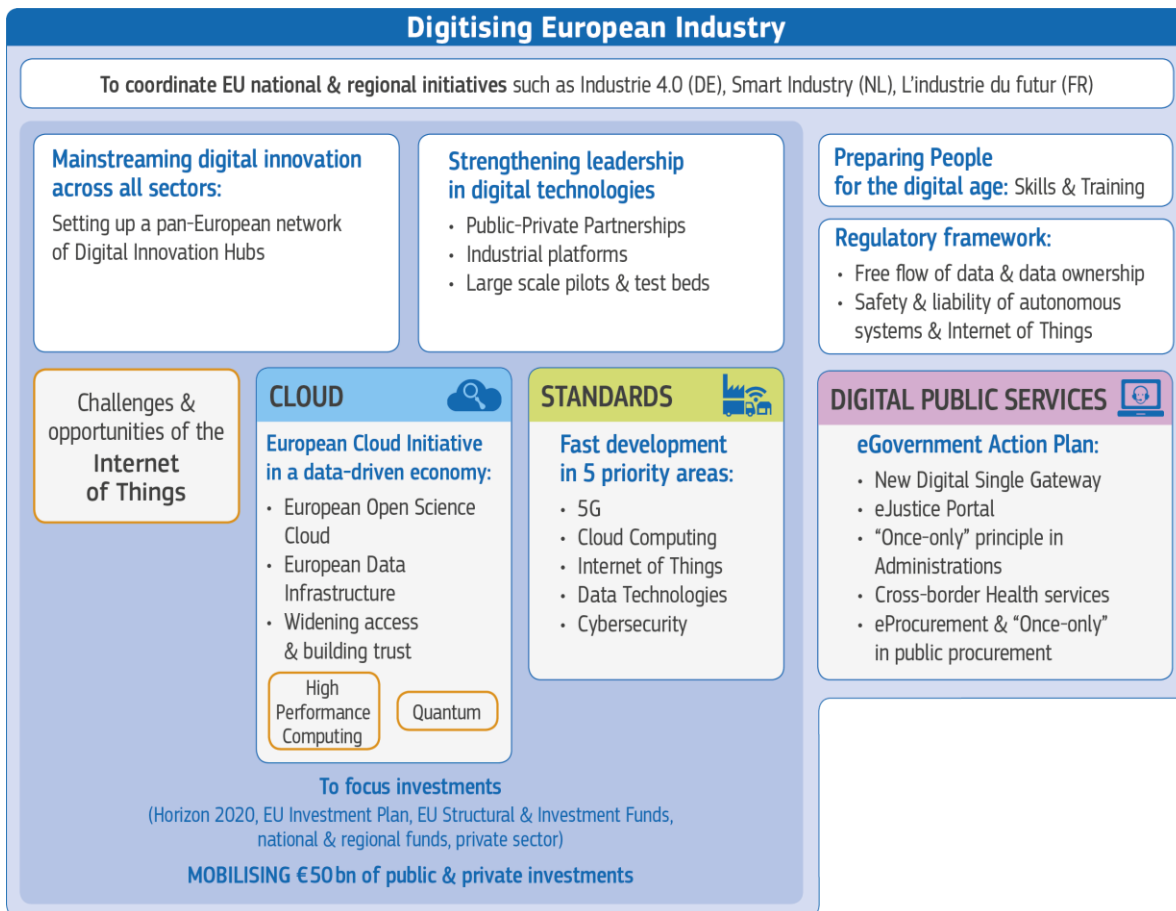 Digitising European Industry
To coordinate EU national & regional initiatives such as Industrie 4.0 (DE), Smart Industry (NL), L'industrie du futur (FR)
Mainstreaming digital innovation
across all sectors:
Setting up a pan-European network
of Digital Innovation Hubs
Strengthening leadership
in digital technologies
• Public-Private Partnerships
• Industrial platforms
• Large scale pilots & test beds
Preparing People
for the digital age: Skills & Training
Regulatory framework:
• Free flow of data & data ownership
• Safety & liability of autonomous
systems & Internet of Things
Challenges &
opportunities of the
Internet
of Things
CLOUD
European Cloud Initiative
in a data-driven economy:
• European Open Science
Cloud
• European Data
Infrastructure
• Widening access
& building trust
High
Performance
Computing
Quantum
STANDARDS
Fast development
in 5 priority areas:
• 5G
• Cloud Computing
• Internet of Things
• Data Technologies
• Cybersecurity
DIGITAL PUBLIC SERVICES
eGovernment Action Plan:
• New Digital Single Gateway
• eJustice Portal
• “Once-only” principle in
Administrations
• Cross-border Health services
• eProcurement & “Once-only”
in public procurement
To focus investments
(Horizon 2020, EU Investment Plan, EU Structural & Investment Funds,
national & regional funds, private sector)
MOBILISING €50bn of public & private investments